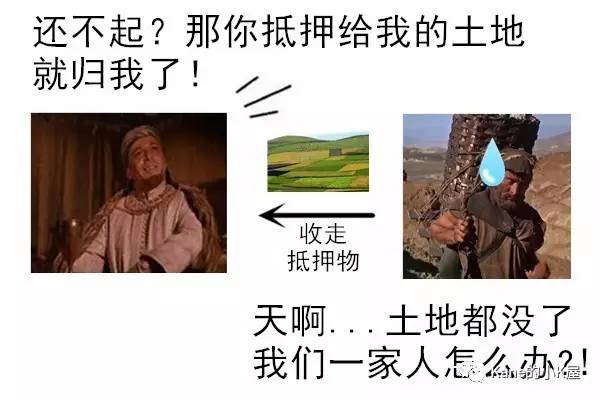 还不起？那你抵押给我的土地
就归我了！
收走
抵押物
天啊...土地都没了
我们一家人怎么办?!
Kane的小K屋